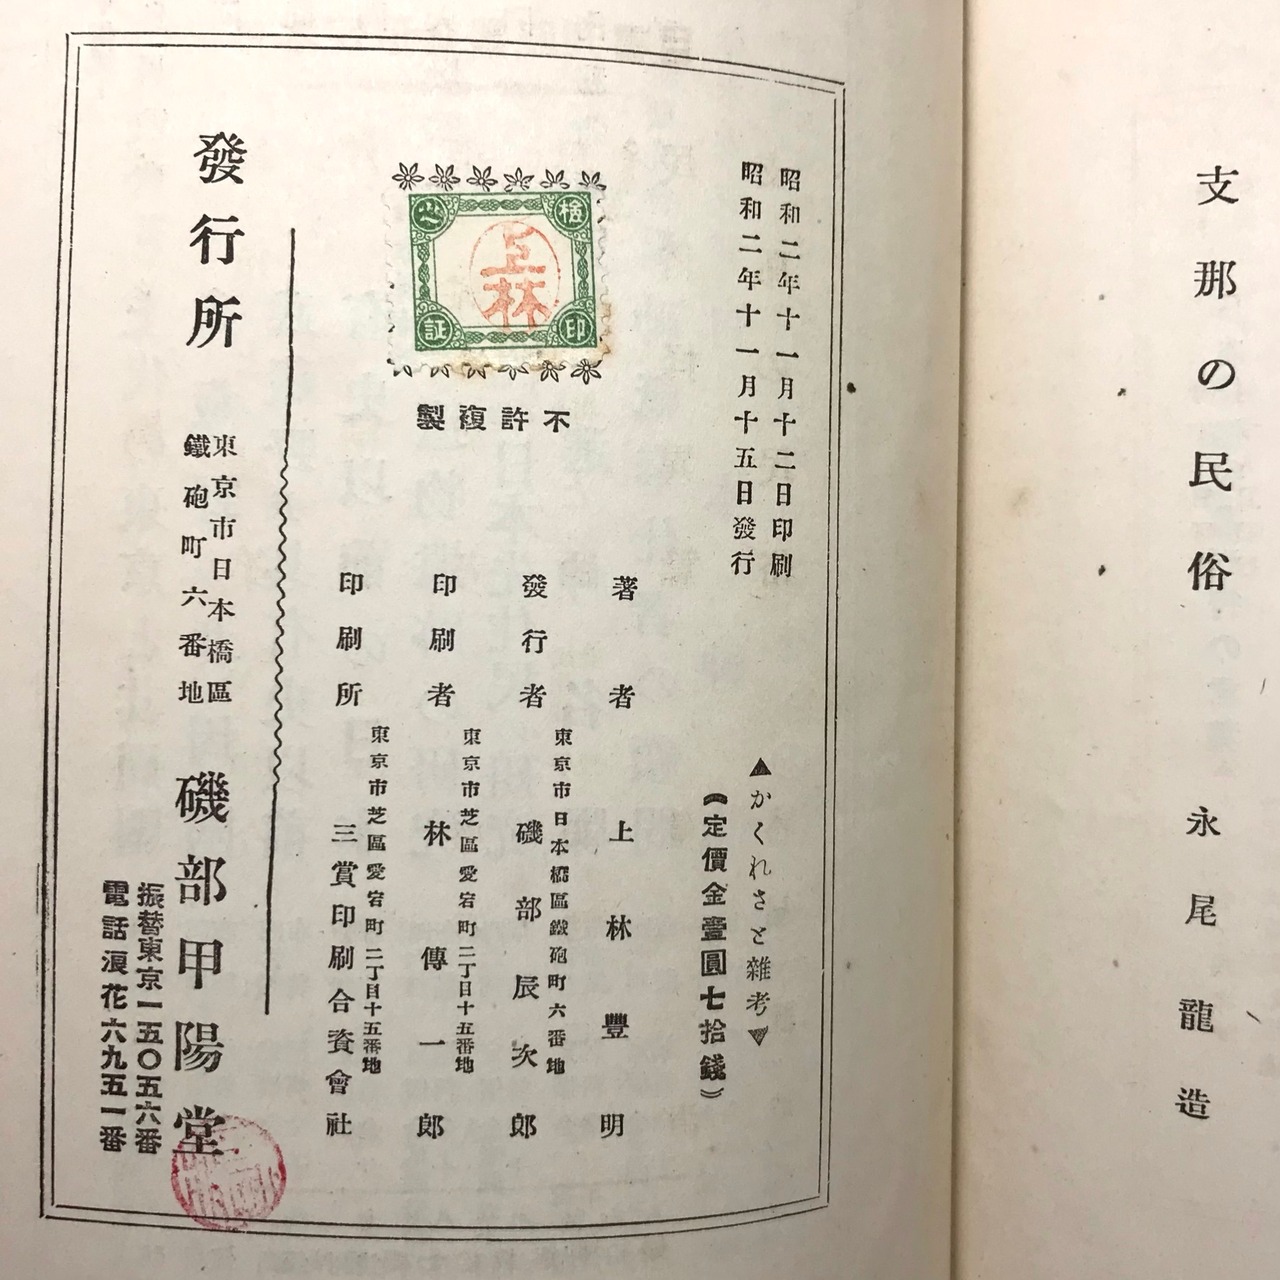 支那の民俗　永尾龍造
昭和二年十一月十二日印刷
昭和二年十一月十五日發行
▲かくれさと雜考▼
（定價金壹圓七拾錢）
検印
之証
上林
不許複製
著者　上林豐明
東京市日本橋區鐵砲町六番地
發行者　磯部辰次郎
東京市芝區愛宕町二丁目十五番地
印刷者　林傳一郎
東京市芝區愛宕町二丁目十五番地
印刷所　三賞印刷合資會社
發行所
東京市日本橋區
鐵砲町六番地
磯部甲陽堂
振替東京一五〇五六番
電話浪花六九五一番